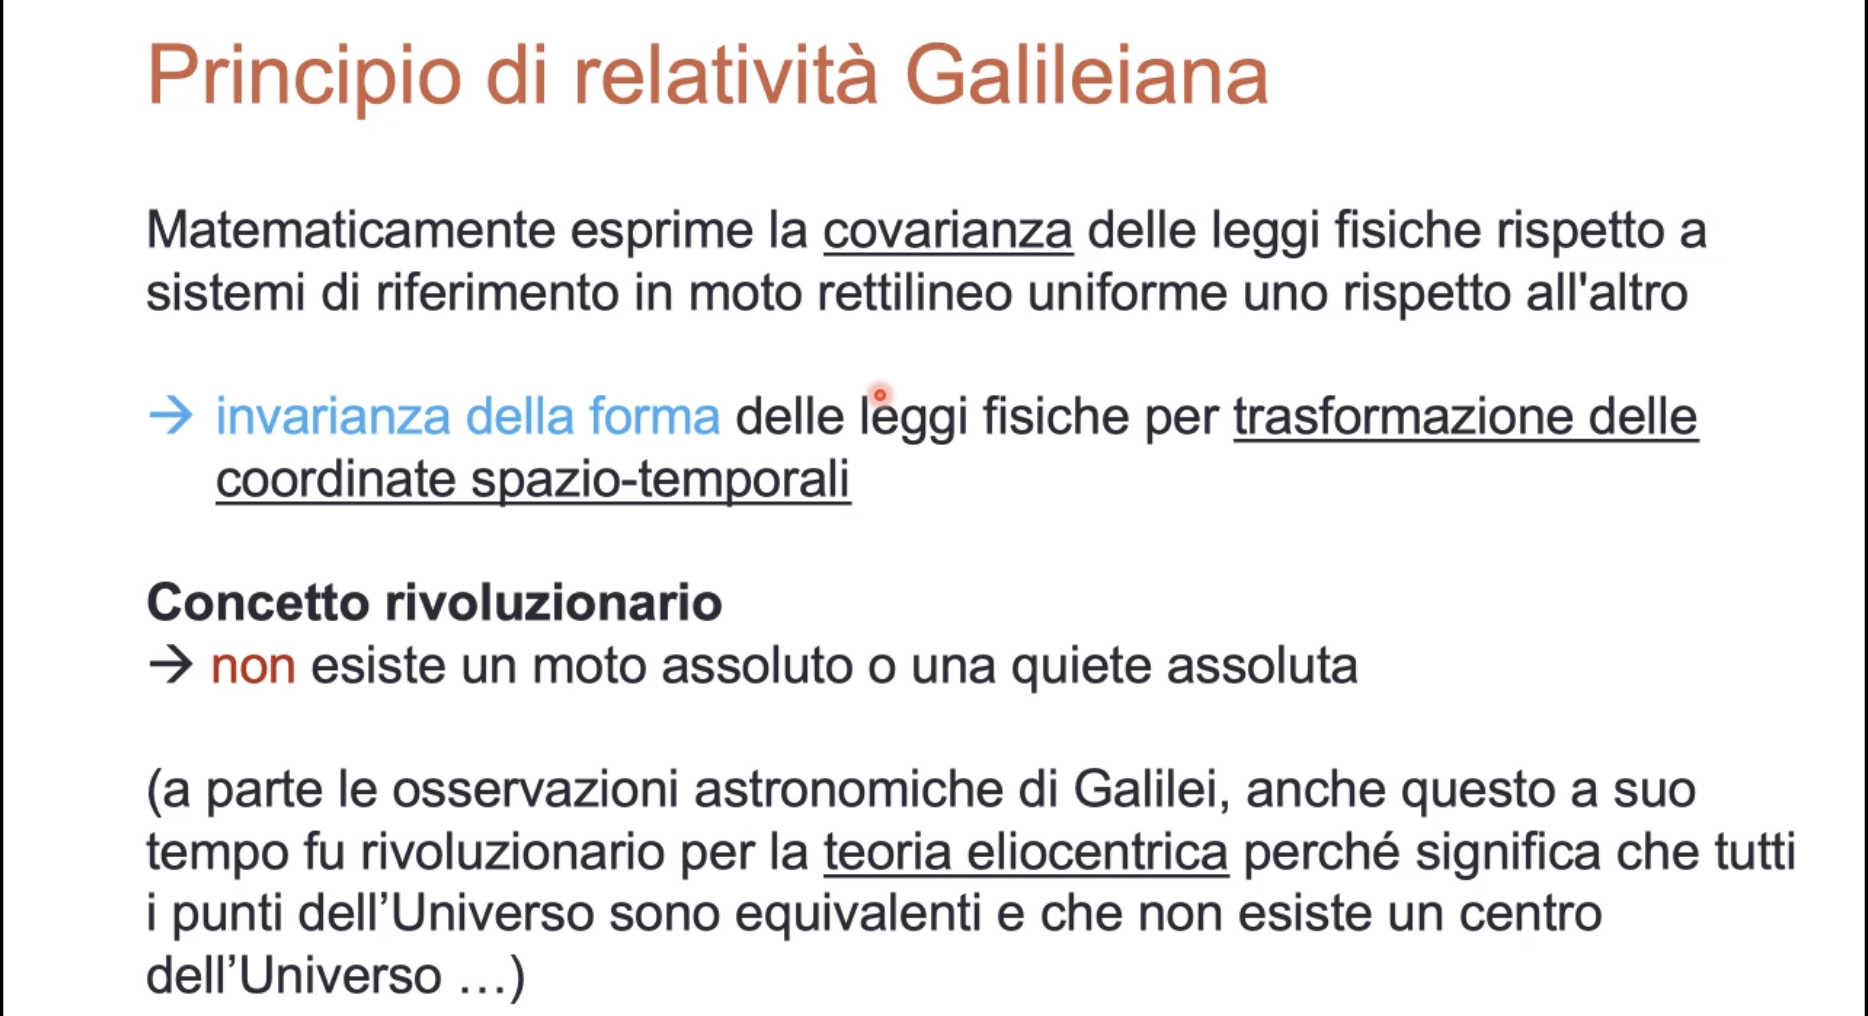 Principio di relatività Galileiana
Matematicamente esprime la covarianza delle leggi fisiche rispetto a
sistemi di riferimento in moto rettilineo uniforme uno rispetto all'altro
→ invarianza della forma delle leggi fisiche per trasformazione delle
coordinate spazio-temporali
Concetto rivoluzionario
→ non esiste un moto assoluto o una quiete assoluta
(a parte le osservazioni astronomiche di Galilei, anche questo a suo
tempo fu rivoluzionario per la teoria eliocentrica perché significa che tutti
i punti dell’Universo sono equivalenti e che non esiste un centro
dell’Universo …)